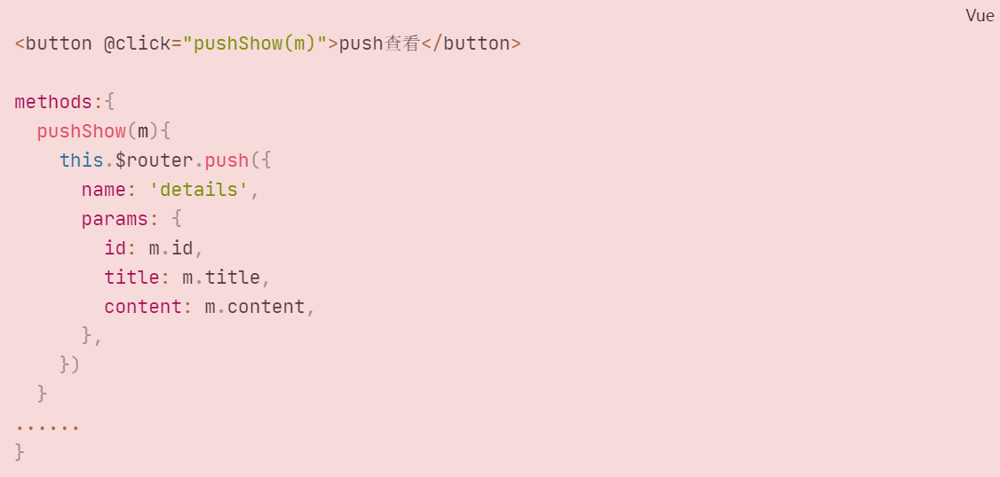 Vue
<button @click="pushShow(m)">push查看</button>
methods:{
  pushShow(m){
    this.$router.push({
      name: 'details',
      params: {
        id: m.id,
        title: m.title,
        content: m.content,
      },
    })
  }
......
}